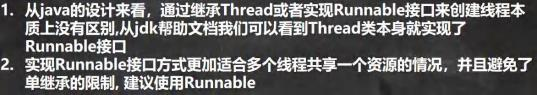 1. 从java的设计来看，通过继承Thread或者实现Runnable接口来创建线程本
质上没有区别,从jdk帮助文档我们可以看到Thread类本身就实现了
Runnable接口
2. 实现Runnable接口方式更加适合多个线程共享一个资源的情况，并且避免了
单继承的限制, 建议使用Runnable